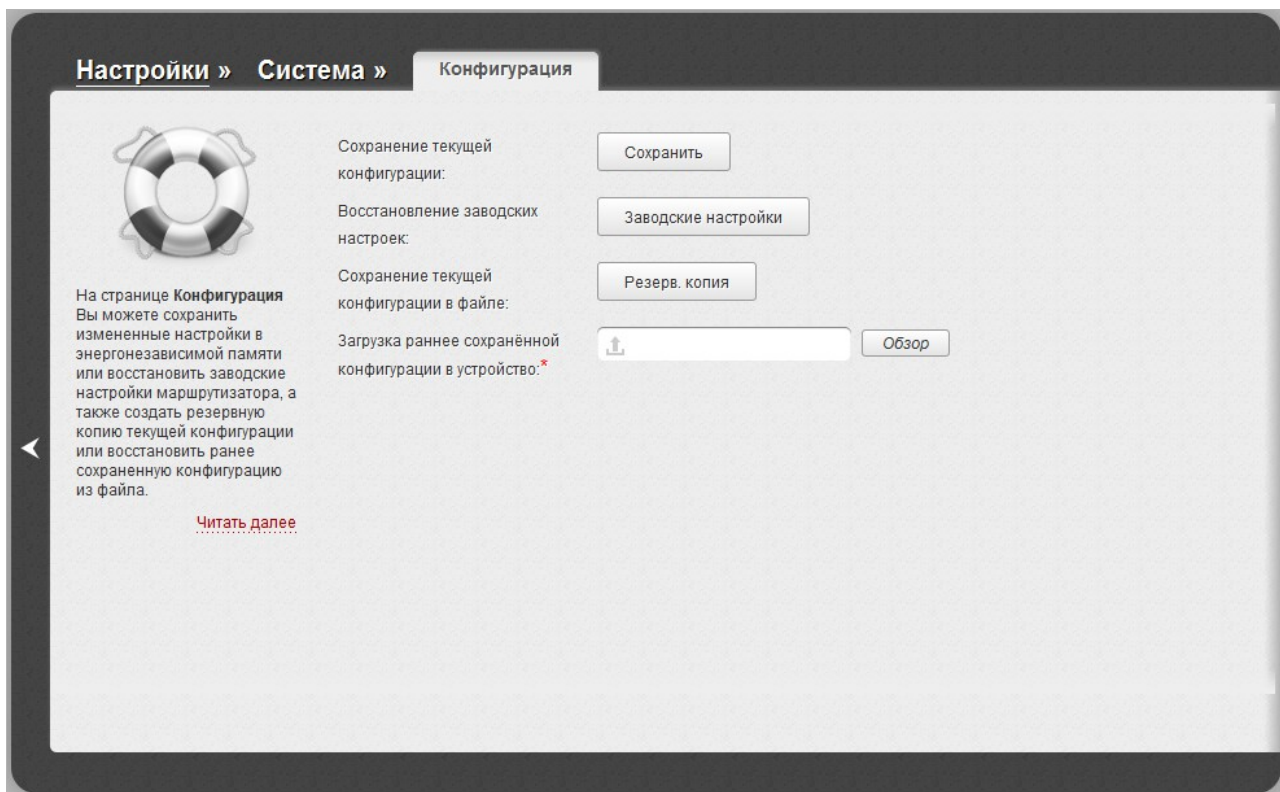 Настройки »
Система »
Конфигурация
На странице Конфигурация
Вы можете сохранить
измененные настройки в
энергонезависимой памяти
или восстановить заводские
настройки маршрутизатора, а
также создать резервную
копию текущей конфигурации
или восстановить ранее
сохраненную конфигурацию
из файла.
Читать далее
Сохранение текущей
конфигурации:
Сохранить
Восстановление заводских
настроек:
Заводские настройки
Сохранение текущей
конфигурации в файле:
Резерв. копия
Загрузка раннее сохранённой
конфигурации в устройство:*
Обзор